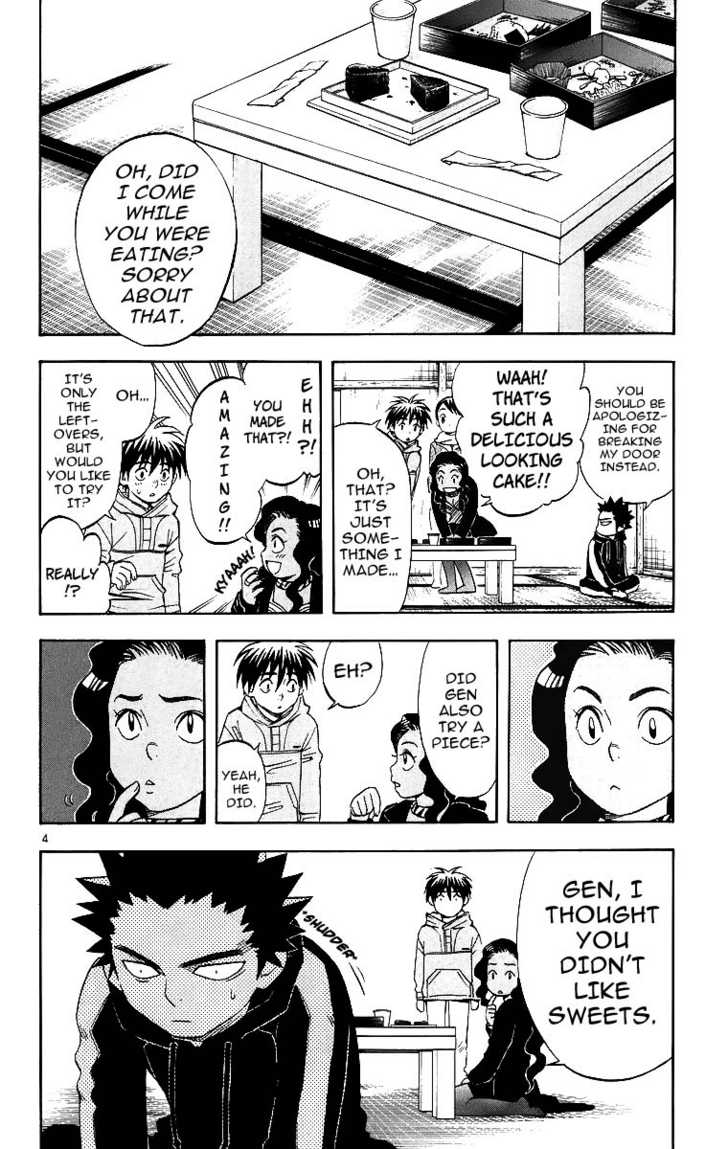 OH, DID
I COME
WHILE
YOU WERE
EATING?
SORRY
ABOUT
THAT.
YOU
SHOULD BE
APOLOGIZ-
ING FOR
BREAKING
MY DOOR
INSTEAD.
WAAH!
THAT'S
SUCH A
DELICIOUS
LOOKING
CAKE!!
OH,
THAT?
IT'S
JUST
SOME-
THING I
MADE...
EHH?!
YOU
MADE
THAT?!
AMAZING!!
KYAAAH!
OH...
IT'S
ONLY
THE
LEFT-
OVERS,
BUT
WOULD
YOU LIKE
TO TRY
IT?
REALLY
!?
DID
GEN
ALSO
TRY A
PIECE?
EH?
YEAH,
HE
DID.
4
GEN, I
THOUGHT
YOU
DIDN'T
LIKE
SWEETS.
*SHUDDER*